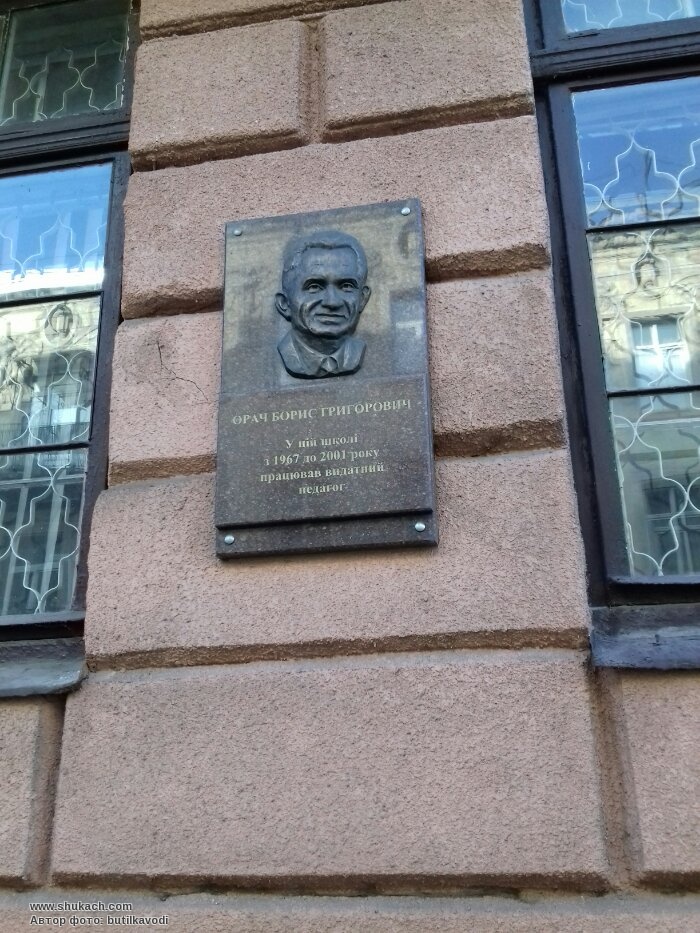 ОРАЧ БОРИС ГРИГОРОВИЧ
У цій школі
з 1967 до 2001 року
працював видатний
педагог
www.shukach.com
Автор фото: butilkavodi